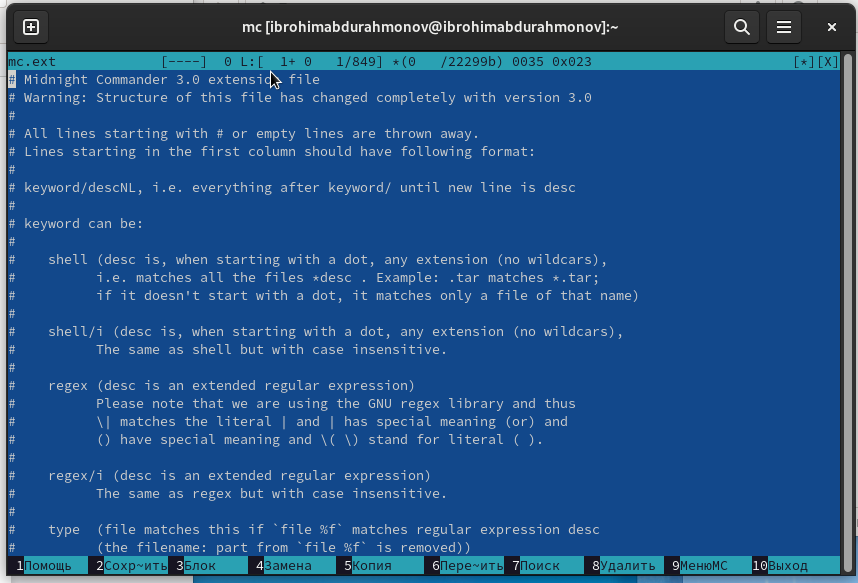 mc [ibrohimabdurahmonov@ibrohimabdurahmonov]:~
mc.ext [----] 0 L:[ 1+ 0 1/849] *(0 /22299b) 0035 0x023 [*][X]
# Midnight Commander 3.0 extension file
# Warning: Structure of this file has changed completely with version 3.0
#
# All lines starting with # or empty lines are thrown away.
# Lines starting in the first column should have following format:
#
# keyword/descNL, i.e. everything after keyword/ until new line is desc
#
# keyword can be:
#
#    shell (desc is, when starting with a dot, any extension (no wildcars),
#          i.e. matches all the files *desc . Example: .tar matches *.tar;
#          if it doesn't start with a dot, it matches only a file of that name)
#
#    shell/i (desc is, when starting with a dot, any extension (no wildcars),
#          The same as shell but with case insensitive.
#
#    regex (desc is an extended regular expression)
#          Please note that we are using the GNU regex library and thus
#          \| matches the literal | and | has special meaning (or) and
#          () have special meaning and \( \) stand for literal ( ).
#
#    regex/i (desc is an extended regular expression)
#          The same as regex but with case insensitive.
#
#    type  (file matches this if `file %f` matches regular expression desc
#          (the filename: part from `file %f` is removed))
1Помощь 2Сохр~ить 3Блок 4Замена 5Копия 6Пере~ить 7Поиск 8Удалить 9МенюMC 10Выход